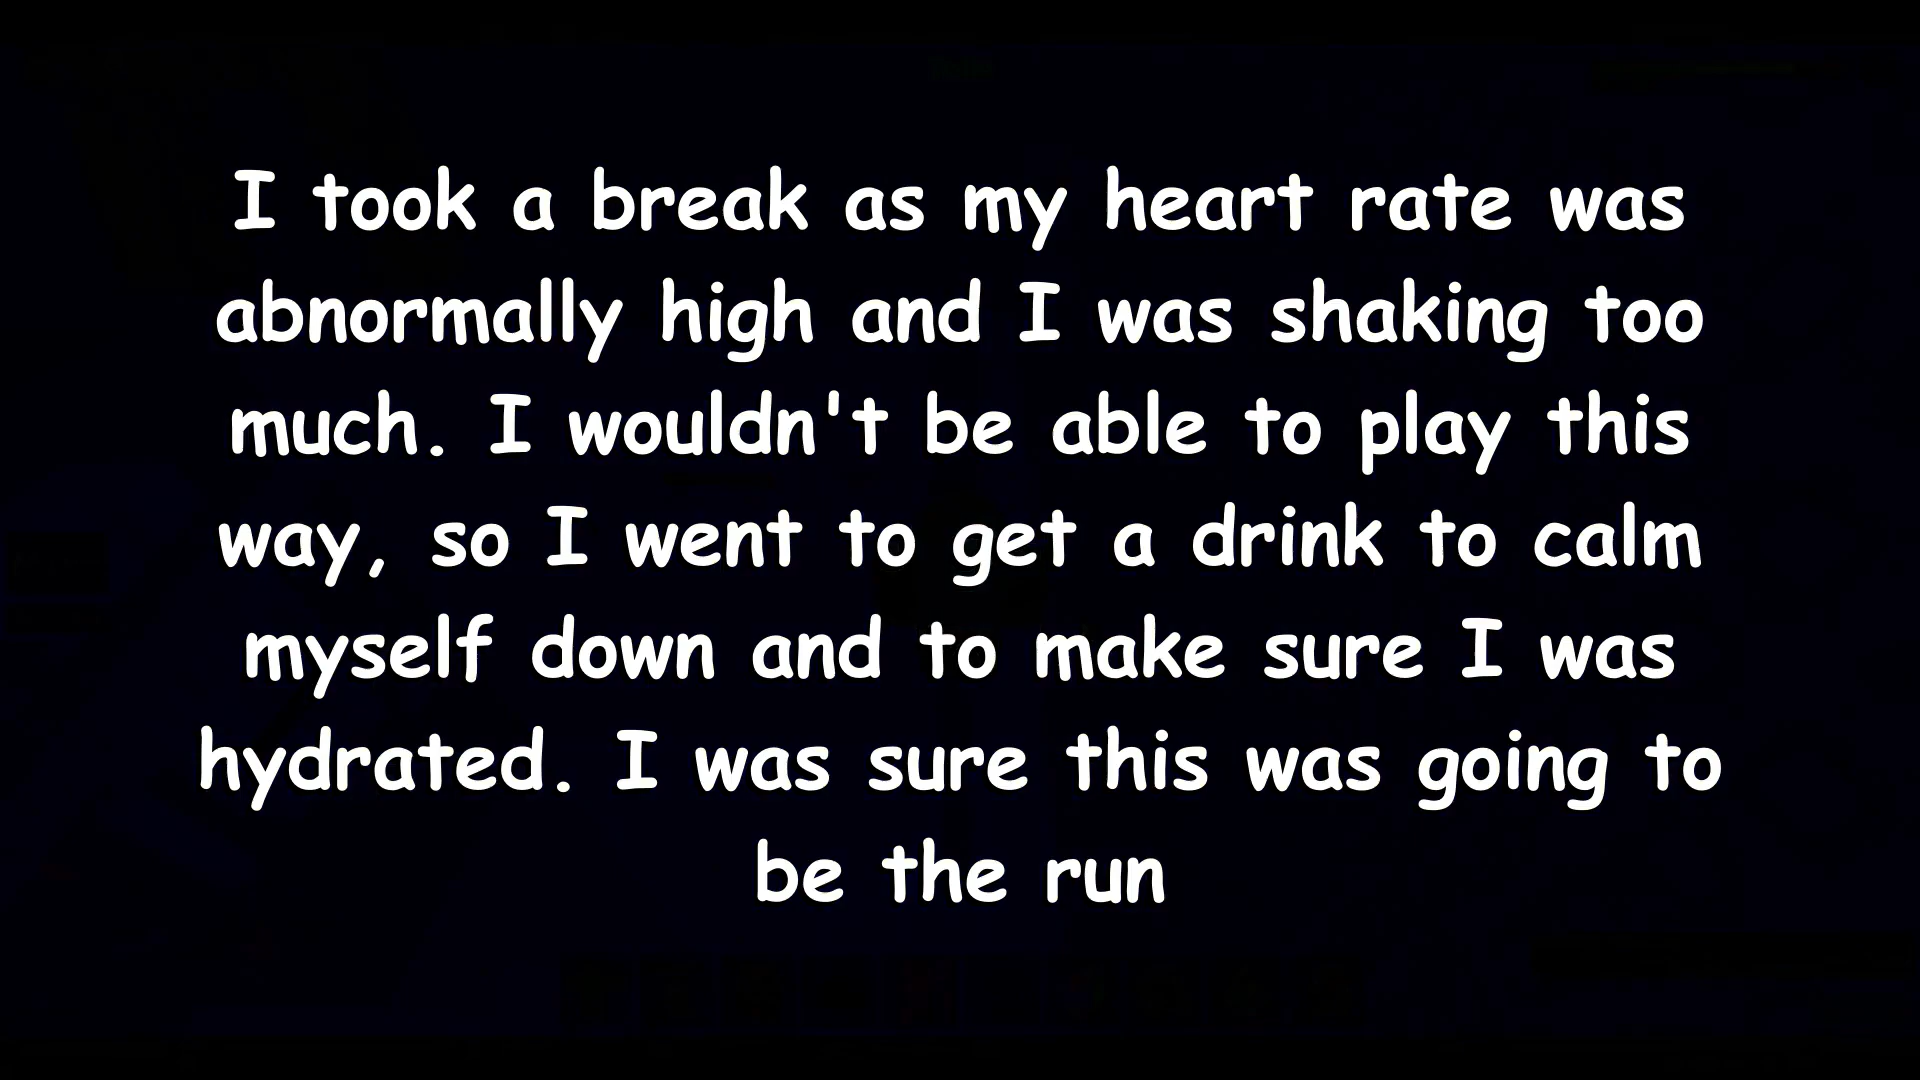 I took a break as my heart rate was
abnormally high and I was shaking too
much. I wouldn't be able to play this
way, so I went to get a drink to calm
myself down and to make sure I was
hydrated. I was sure this was going to
be the run